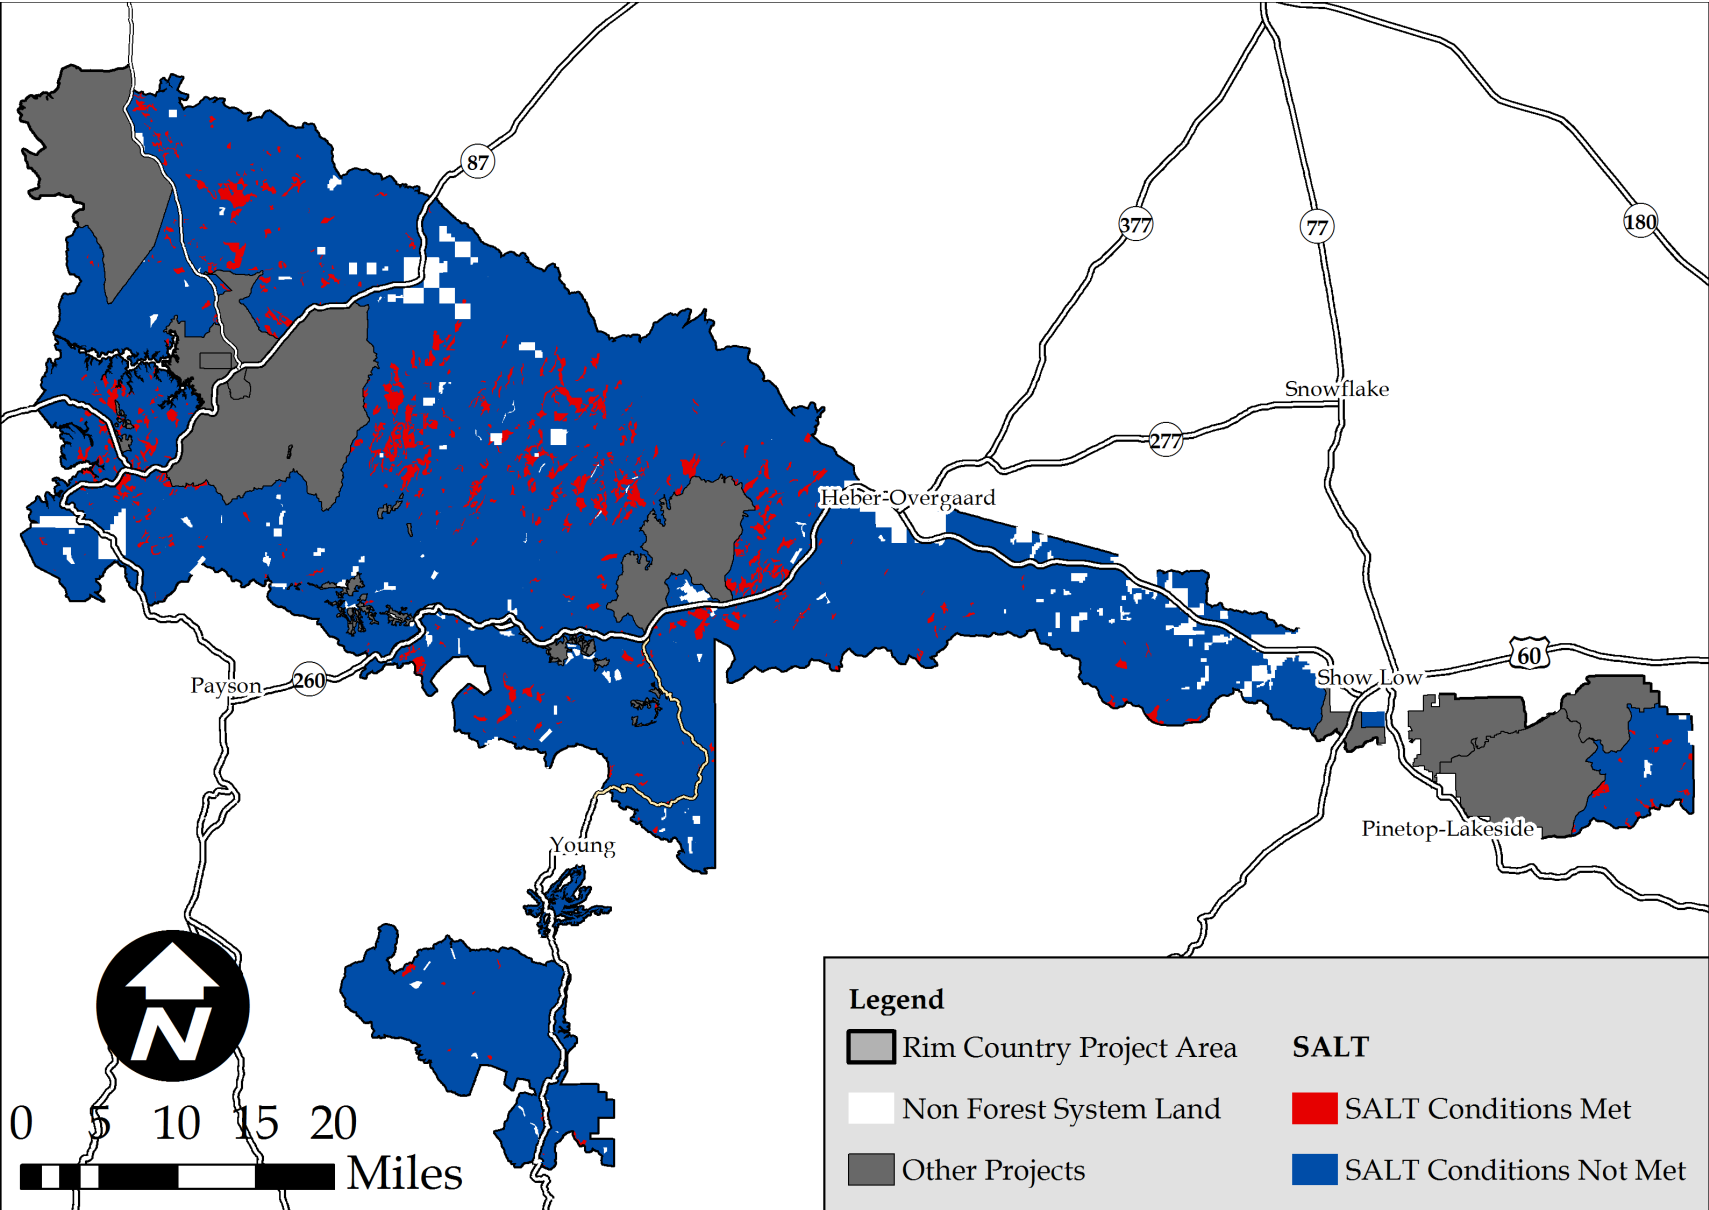 87
377
77
180
Snowflake
277
Heber-Overgaard
60
Payson
260
Show Low
Pinetop-Lakeside
Young
N
0 5 10 15 20
Miles
Legend
Rim Country Project Area
Non Forest System Land
Other Projects
SALT
SALT Conditions Met
SALT Conditions Not Met